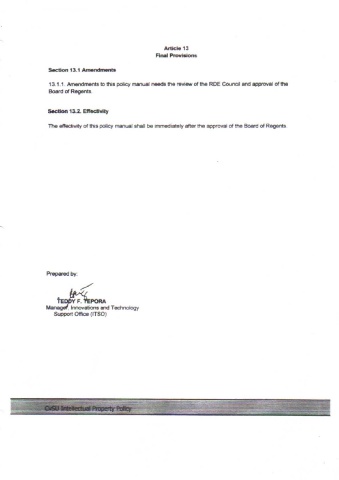 Article 13
Final Provisions
Section 13.1 Amendments
13.1.1. Amendments to this policy manual needs the review of the RDE Council and approval of the
Board of Regents
Section 13.2. Effectivity
The effectivity of this policy manual shall be immediately after the approval of the Board of Regents
Prepared by:
TEDDY F. TEPORA
Manager, Innovations and Technology
Support Office (ITSO)
CvSU Intellectual Property Policy